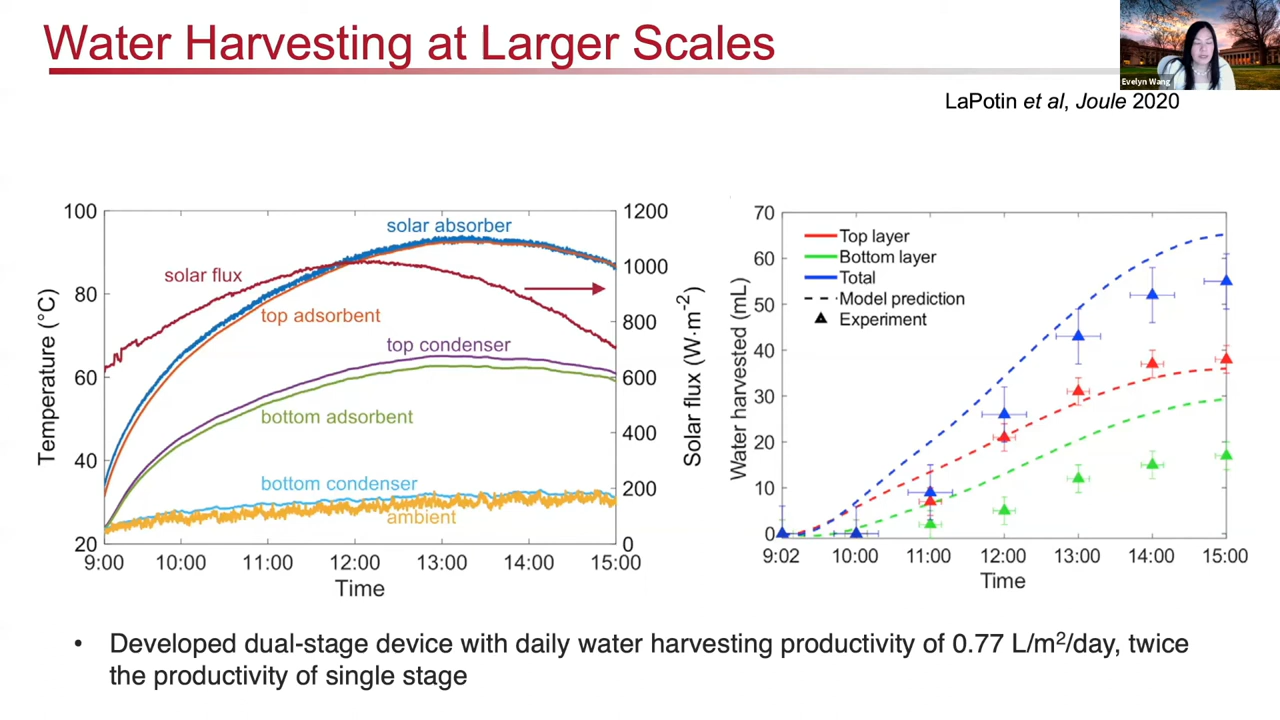 Water Harvesting at Larger Scales
Evelyn Wang
LaPotin et al, Joule 2020
100
80
60
40
20
Temperature (°C)
1200
1000
800
600
400
200
0
Solar flux (W·m-2)
solar absorber
solar flux
top adsorbent
top condenser
bottom adsorbent
bottom condenser
ambient
9:00 10:00 11:00 12:00 13:00 14:00 15:00
Time
70
60
50
40
30
20
10
0
Water harvested (mL)
Top layer
Bottom layer
Total
Model prediction
Experiment
9:02 10:00 11:00 12:00 13:00 14:00 15:00
Time
• Developed dual-stage device with daily water harvesting productivity of 0.77 L/m2/day, twice
the productivity of single stage